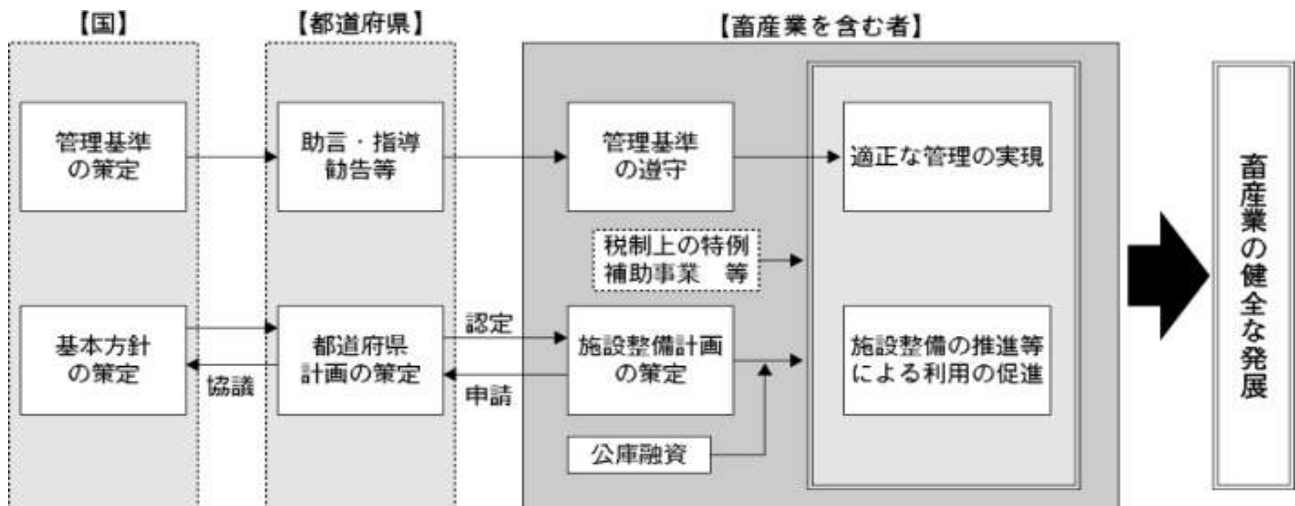 【国】
【都道府県】
【畜産業を含む者】
管理基準
の策定
助言・指導
勧告等
管理基準
の遵守
適正な管理の実現
税制上の特例
補助事業　等
基本方針
の策定
協議
都道府県
計画の策定
認定
申請
施設整備計画
の策定
公庫融資
施設整備の推進等
による利用の促進
畜産業の健全な発展